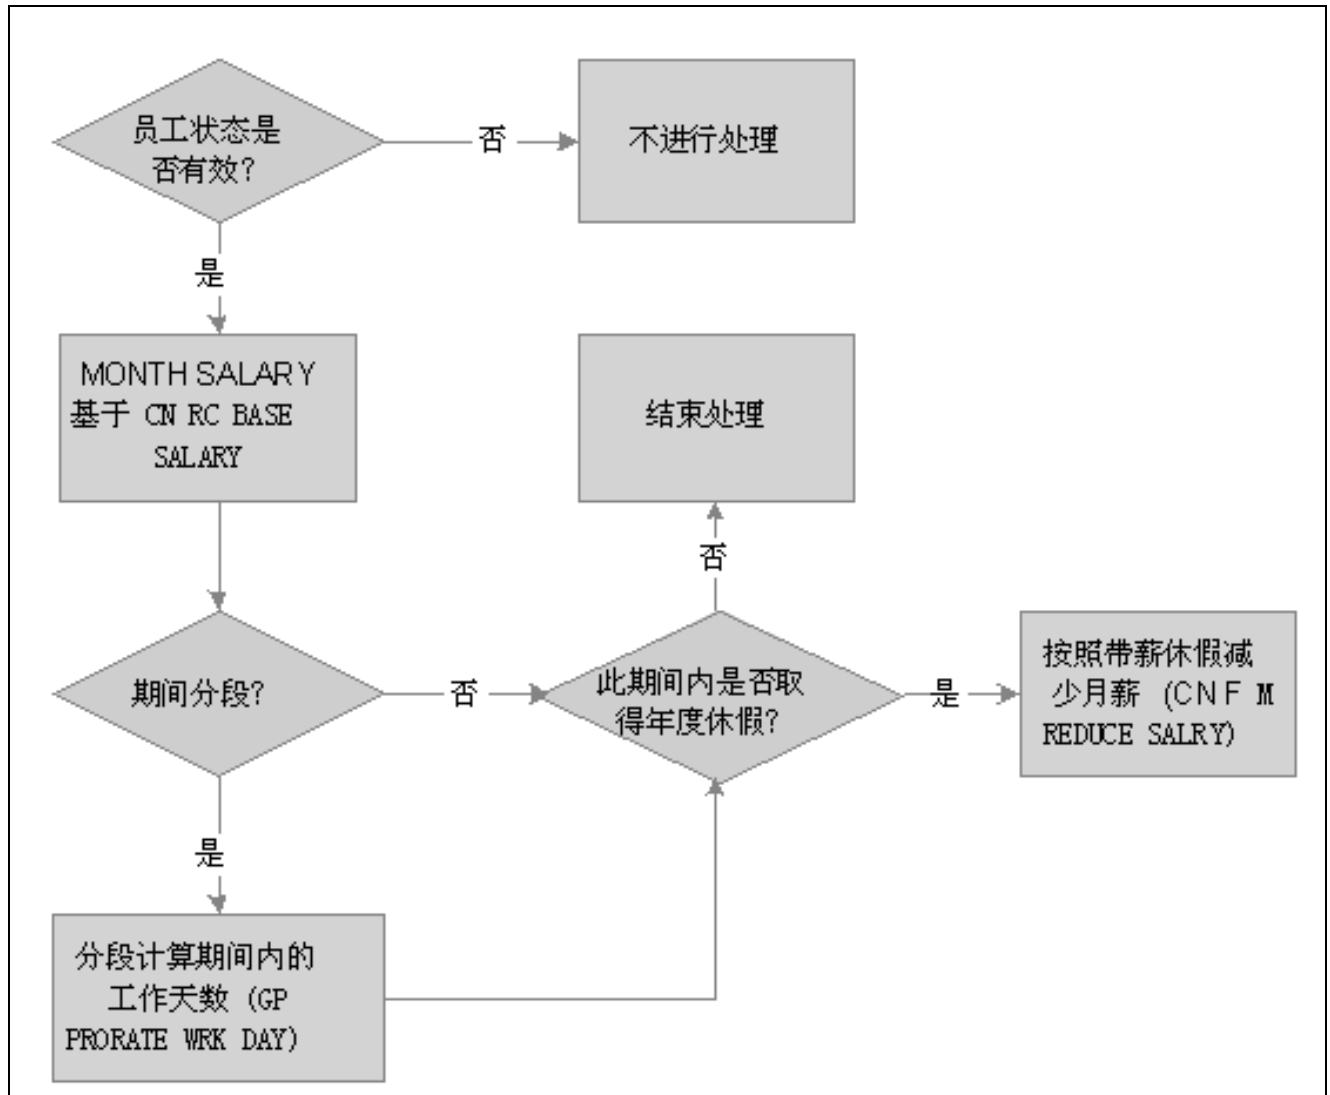 员工状态是
否有效?
否
不进行处理
是
MONTH SALARY
基于 CN RC BASE
SALARY
结束处理
否
期间分段?
否
此期间内是否取
得年度休假?
是
按照带薪休假减
少月薪 (CN F M
REDUCE SALRY)
是
分段计算期间内的
工作天数 (GP
PRORATE WRK DAY)